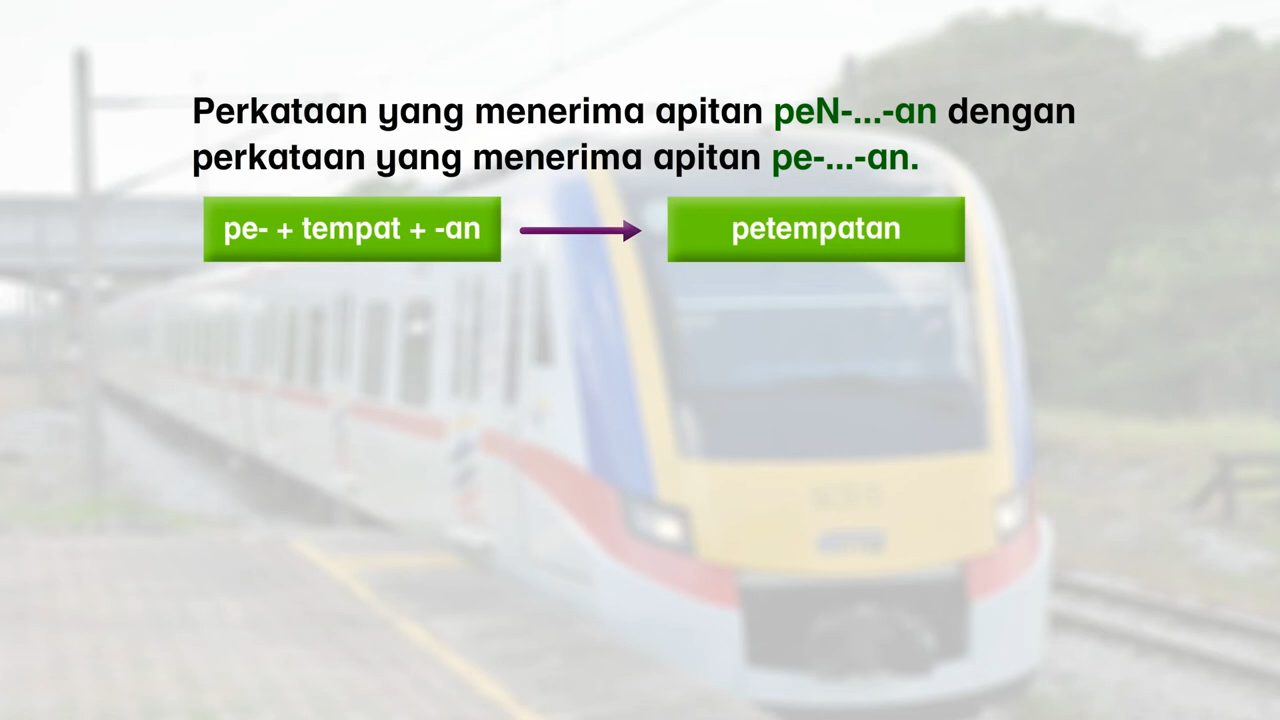 Perkataan yang menerima apitan peN-...-an dengan
perkataan yang menerima apitan pe-...-an.
pe- + tempat + -an
petempatan